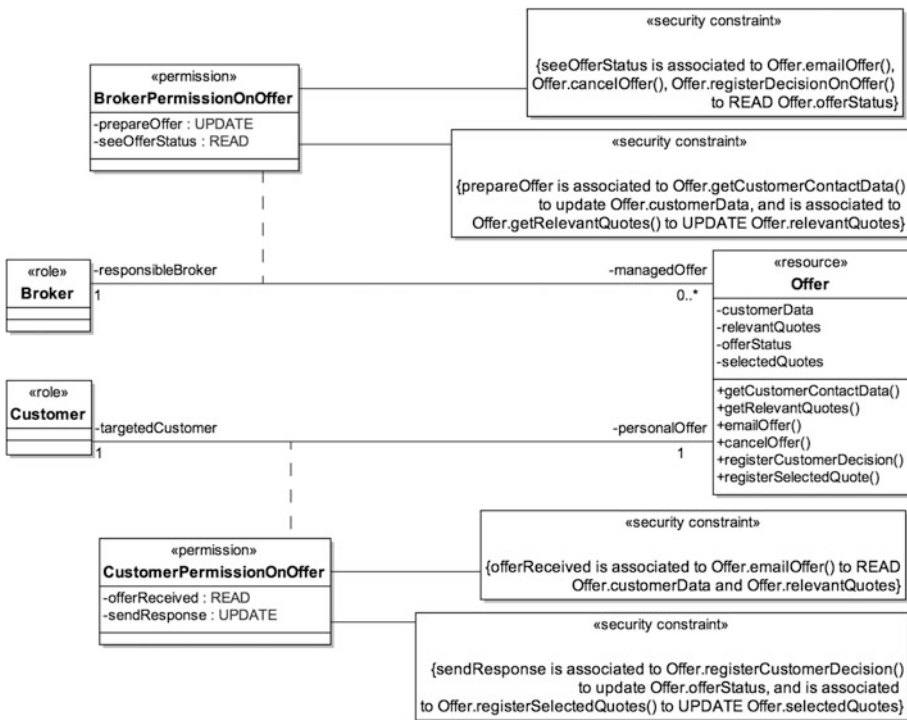 «security constraint»
{seeOfferStatus is associated to Offer.emailOffer(),
Offer.cancelOffer(), Offer.registerDecisionOnOffer()
to READ Offer.offerStatus}
«permission»
BrokerPermissionOnOffer
-prepareOffer : UPDATE
-seeOfferStatus : READ
«security constraint»
{prepareOffer is associated to Offer.getCustomerContactData()
to update Offer.customerData, and is associated to
Offer.getRelevantQuotes() to UPDATE Offer.relevantQuotes}
«role»
Broker
-responsibleBroker
1
-managedOffer
0..*
«resource»
Offer
-customerData
-relevantQuotes
-offerStatus
-selectedQuotes
+getCustomerContactData()
+getRelevantQuotes()
+emailOffer()
+cancelOffer()
+registerCustomerDecision()
+registerSelectedQuote()
«role»
Customer
-targetedCustomer
1
-personalOffer
1
«permission»
CustomerPermissionOnOffer
-offerReceived : READ
-sendResponse : UPDATE
«security constraint»
{offerReceived is associated to Offer.emailOffer() to READ
Offer.customerData and Offer.relevantQuotes}
«security constraint»
{sendResponse is associated to Offer.registerCustomerDecision()
to update Offer.offerStatus, and is associated
to Offer.registerSelectedQuotes() to UPDATE Offer.selectedQuotes}